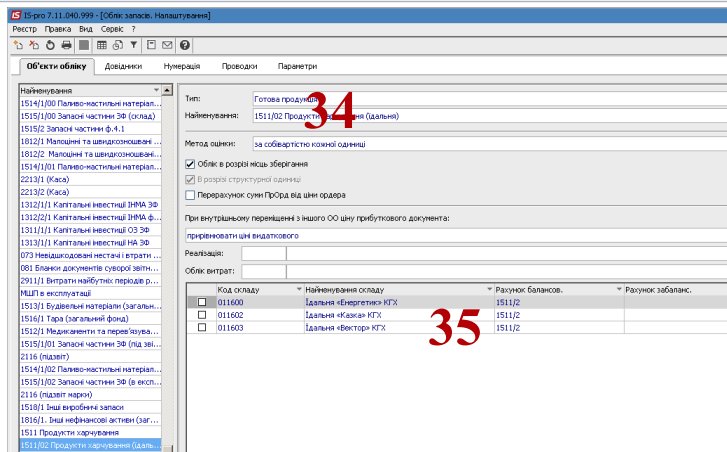 IS-pro 7.11.040.999 - [Облік запасів. Налаштування]
Реєстр Правка Вид Сервіс ?
Об'єкти обліку Довідники Нумерація Проводки Параметри
Найменування
1514/1/00 Паливо-мастильні матеріал...
1515/1/00 Запасні частини ЗФ (склад)
1515/2 Запасні частини ф.4.1
1812/1 Малоцінні та швидкозношвані ...
1812/2 Малоцінні та швидкозношвані...
1514/1/01 Паливо-мастильні матеріал...
2213/1 (Каса)
2213/2 (Каса)
1312/1/1 Капітальні інвестиції ІНМА ЗФ
1312/2/1 Капітальні інвестиції ІНМА ф...
1311/1/1 Капітальні інвестиції ОЗ ЗФ
1313/1/1 Капітальні інвестиції НА ЗФ
073 Невідшкодовані нестачі і втрати ...
081 Бланки документів суворої звітн...
2911/1 Витрати майбутніх періодів р...
МШП в експлуатації
1513/1 Будівельні матеріали (загальн...
1516/1 Тара (загальний фонд)
1512/1 Медикаменти та перев'язува...
1515/1/01 Запасні частини ЗФ (під зві...
2116 (підзвіт)
1514/1/02 Паливо-мастильні матеріал...
1515/1/02 Запасні частини ЗФ (в експ...
2116 (підзвіт марки)
1518/1 Інші виробничі запаси
1816/1. Інші нефінансові активи (заг...
1511 Продукти харчування
1511/02 Продукти харчування (їдаль...
Тип: Готова продукція
34
Найменування: 1511/02 Продукти харчування (їдальня)
Метод оцінки: за собівартістю кожної одиниці
Облік в розрізі місць зберігання
В розрізі структурної одиниці
Перерахунок суми ПрОрд від ціни ордера
При внутрішньому переміщенні з іншого ОО ціну прибуткового документа:
прирівнювати ціні видаткового
Реалізація:
Облік витрат:
Код складу Найменування складу Рахунок балансов. Рахунок забаланс.
011600 Їдальня «Енергетик» КГХ 1511/2
011602 Їдальня «Казка» КГХ 1511/2
011603 Їдальня «Вектор» КГХ 1511/2
35